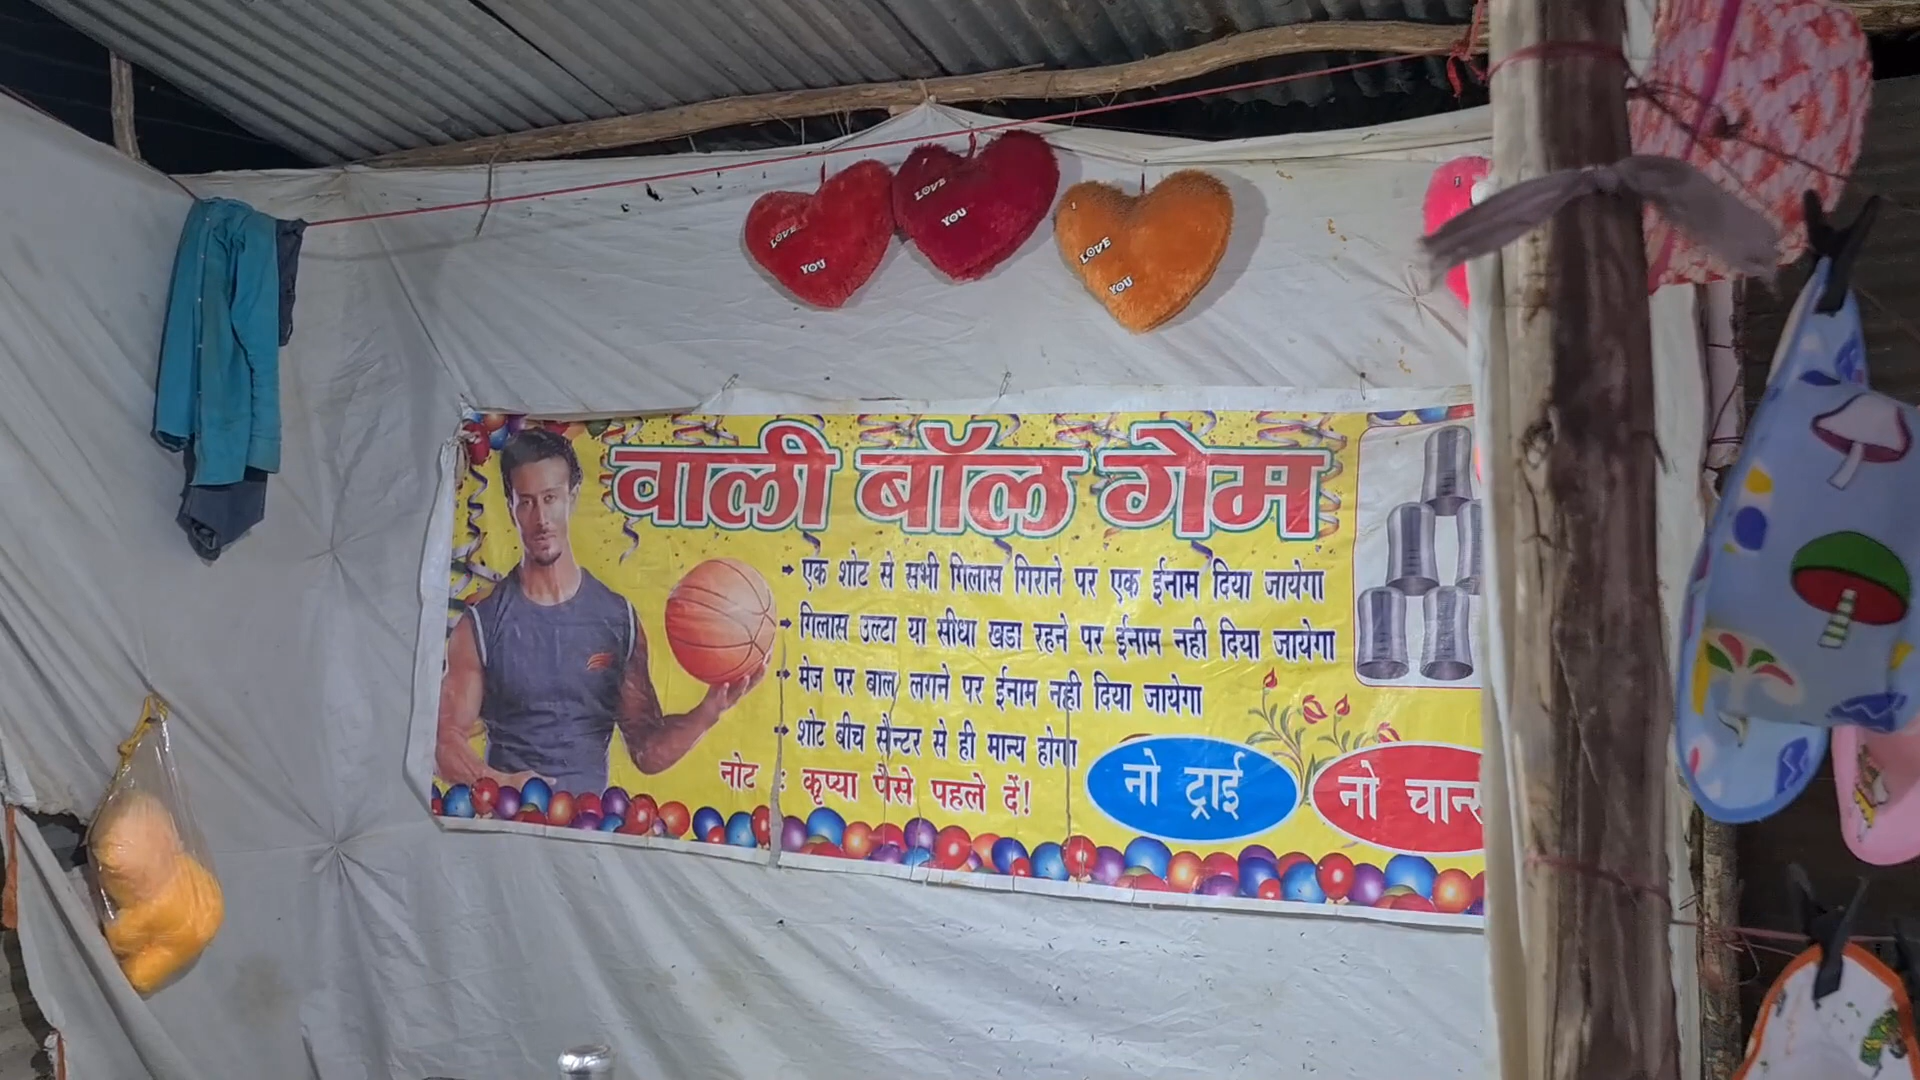 LOVE
YOU
LOVE
YOU
I
LOVE
YOU
I
वाली बॉल गेम
एक शोट से सभी गिलास गिराने पर एक ईनाम दिया जायेगा
गिलास उल्टा या सीधा खडा रहने पर ईनाम नही दिया जायेगा
मेज पर बाल लगने पर ईनाम नही दिया जायेगा
शोट बीच सैन्टर से ही मान्य होगा
नोट : कृप्या पैसे पहले दें!
नो ट्राई
नो चान्स